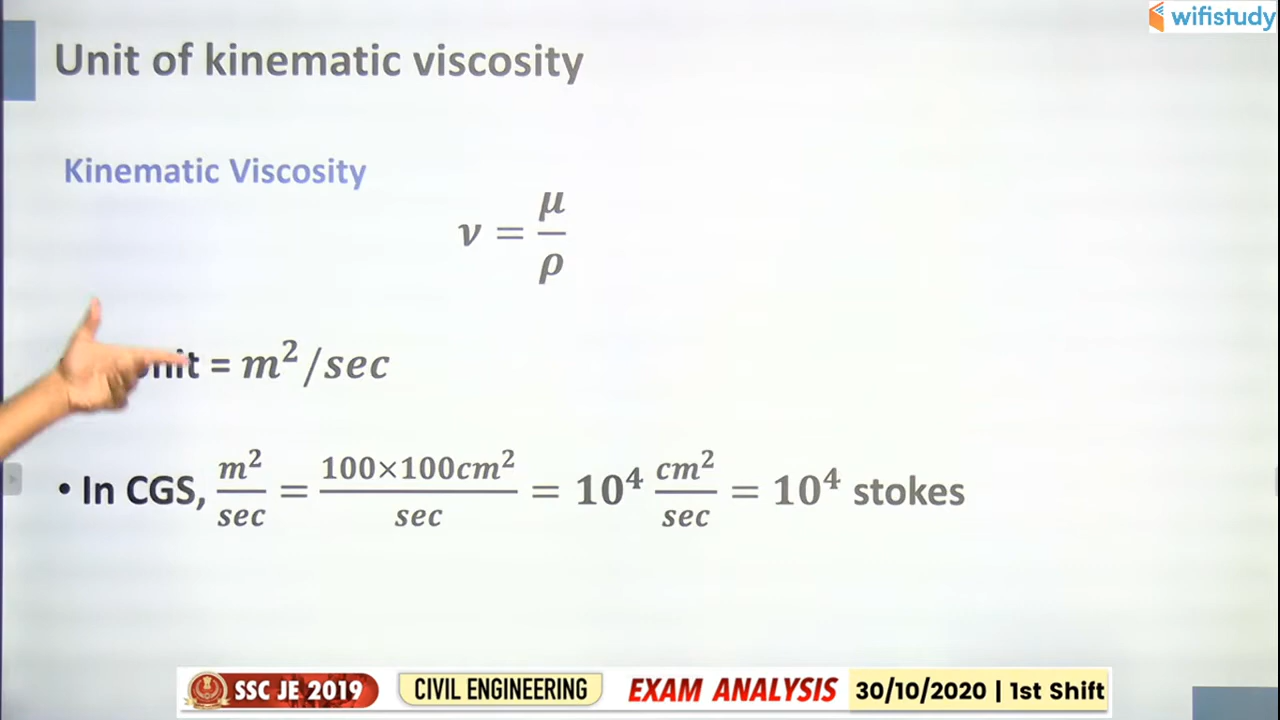 wifistudy
Unit of kinematic viscosity
Kinematic Viscosity
ν = μ/ρ
= m²/sec
• In CGS, m²/sec = 100×100cm²/sec = 10⁴ cm²/sec = 10⁴ stokes
SSC JE 2019 CIVIL ENGINEERING EXAM ANALYSIS 30/10/2020 | 1st Shift